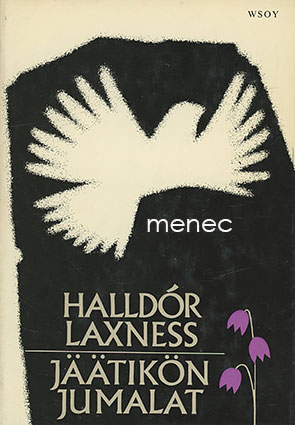 WSOY
menec
HALLDÓR
LAXNESS
JÄÄTIKÖN
JUMALAT